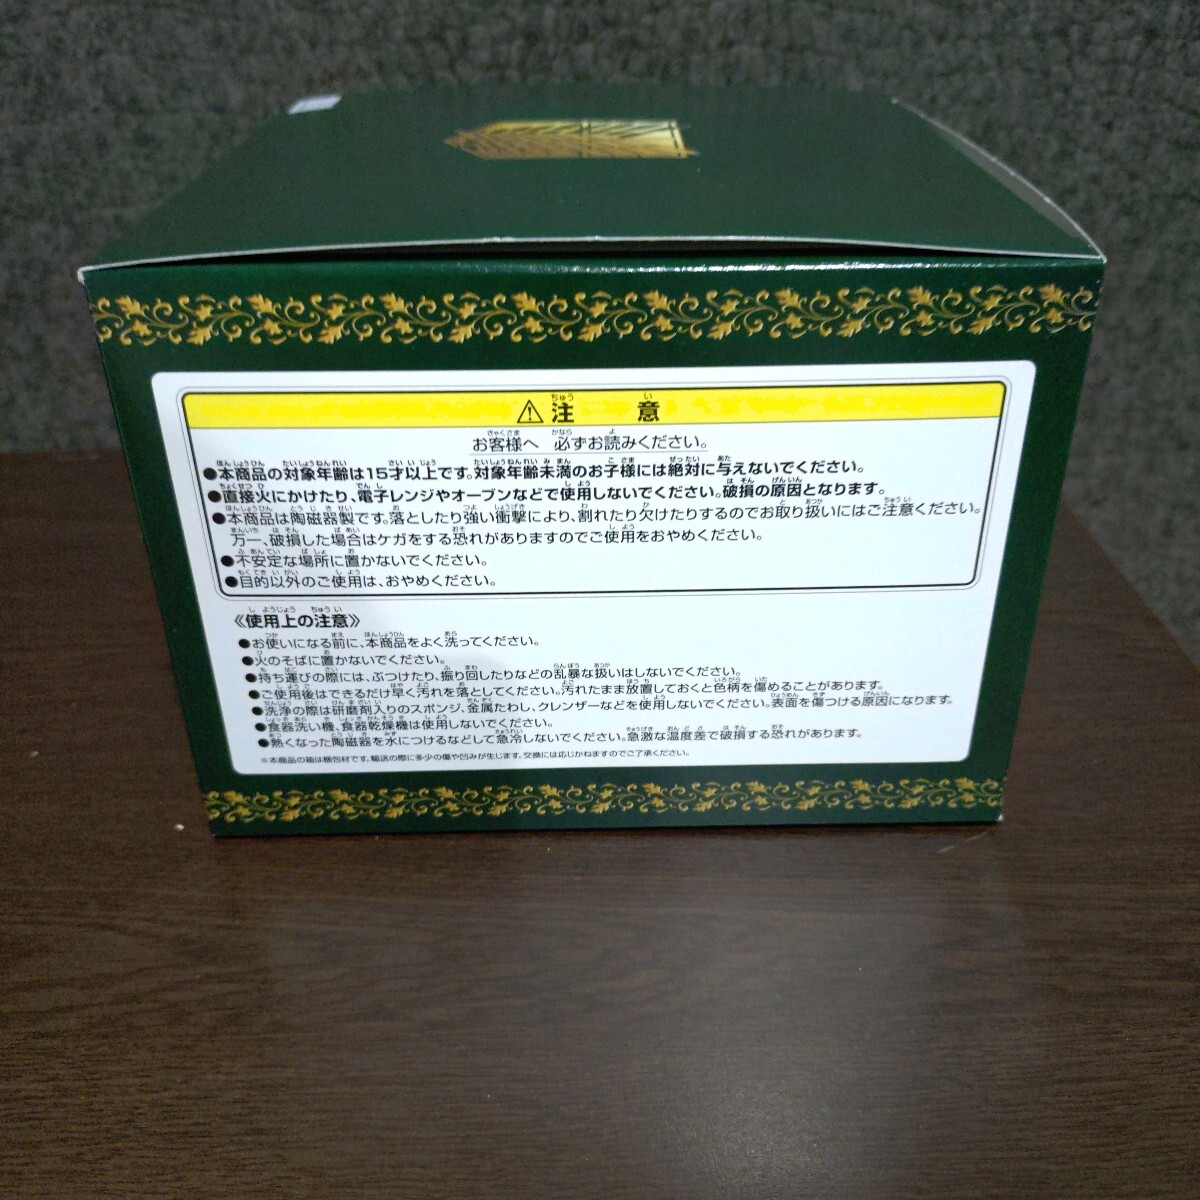 ⚠注意
お客様へ 必ずお読みください。
●本商品の対象年齢は15才以上です。対象年齢未満のお子様には絶対に与えないでください。
●直接火にかけたり、電子レンジやオーブンなどで使用しないでください。破損の原因となります。
●本商品は陶磁器製です。落としたり強い衝撃により、割れたり欠けたりするのでお取り扱いにはご注意ください。
万一、破損した場合はケガをする恐れがありますのでご使用をおやめください。
●不安定な場所に置かないでください。
●目的以外のご使用は、おやめください。
《使用上の注意》
●お使いになる前に、本商品をよく洗ってください。
●火のそばに置かないでください。
●持ち運びの際には、ぶつけたり、振り回したりなどの乱暴な扱いはしないでください。
●ご使用後はできるだけ早く汚れを落としてください。汚れたまま放置しておくと色柄を傷めることがあります。
●洗浄の際は研磨剤入りのスポンジ、金属たわし、クレンザーなどを使用しないでください。表面を傷つける原因になります。
●食器洗い機、食器乾燥機は使用しないでください。
●熱くなった陶磁器を水につけるなどして急冷しないでください。急激な温度差で破損する恐れがあります。
※本商品の箱は梱包材です。輸送の際に多少の傷や凹みが生じます。交換には応じかねますのでご了承ください。